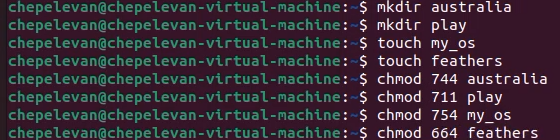 chepelevan@chepelevan-virtual-machine:~$ mkdir australia
chepelevan@chepelevan-virtual-machine:~$ mkdir play
chepelevan@chepelevan-virtual-machine:~$ touch my_os
chepelevan@chepelevan-virtual-machine:~$ touch feathers
chepelevan@chepelevan-virtual-machine:~$ chmod 744 australia
chepelevan@chepelevan-virtual-machine:~$ chmod 711 play
chepelevan@chepelevan-virtual-machine:~$ chmod 754 my_os
chepelevan@chepelevan-virtual-machine:~$ chmod 664 feathers